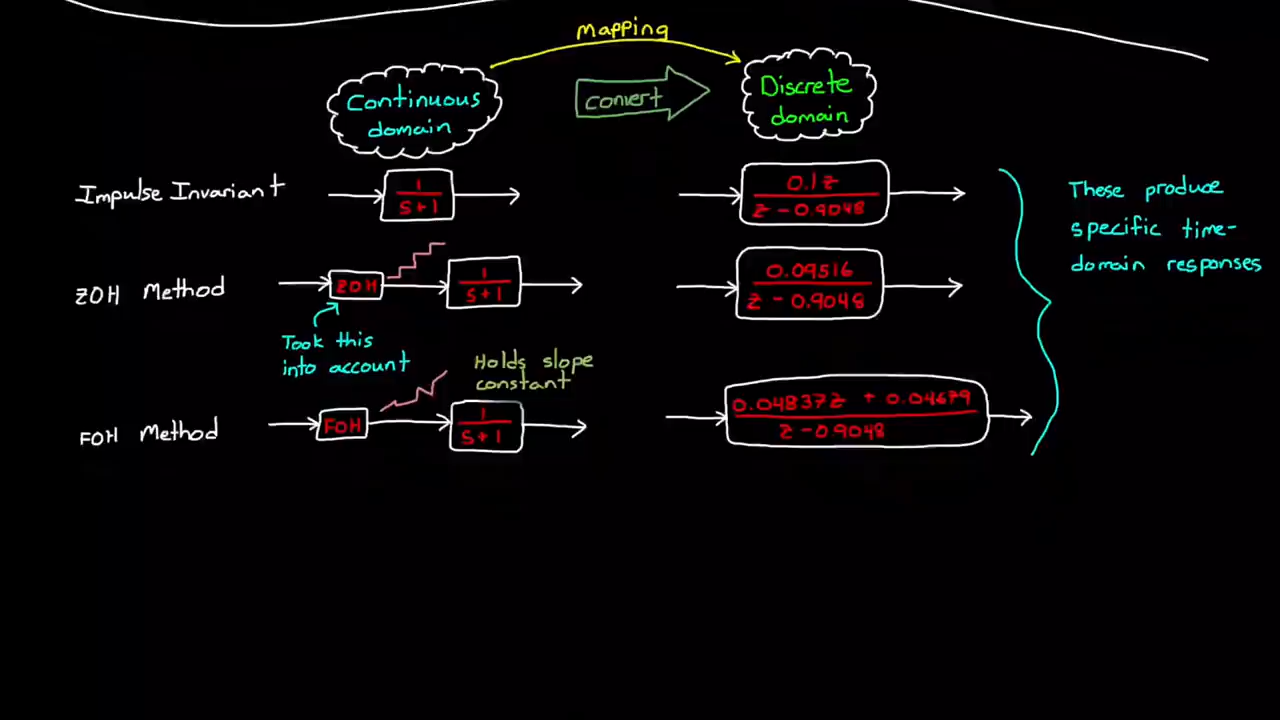 mapping
Continuous
domain
convert
Discrete
domain
Impulse Invariant
1
s+1
0.1z
z - 0.9048
These produce
specific time-
domain responses
ZOH Method
ZOH
1
s+1
0.09516
z - 0.9048
Took this
into account
Holds slope
constant
FOH Method
FOH
1
s+1
0.04837z + 0.04679
z - 0.9048